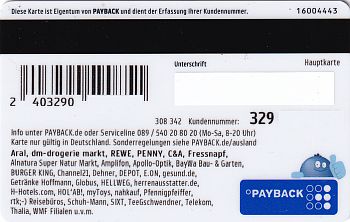 Diese Karte ist Eigentum von PAYBACK und dient der Erfassung Ihrer Kundennummer. 16004443
Unterschrift Hauptkarte
2 403290
308 342 Kundennummer: 329
Info unter PAYBACK.de oder Serviceline 089 / 540 20 80 20 (Mo-Sa, 8-20 Uhr)
Karte nur gültig in Deutschland. Sonderregelungen siehe PAYBACK.de/ausland
Aral, dm-drogerie markt, REWE, PENNY, C&A, Fressnapf,
Alnatura Super Natur Markt, Amplifon, Apollo-Optik, BayWa Bau- & Garten,
BURGER KING, Channel21, Dehner, DEPOT, E.ON, gesund.de,
Getränke Hoffmann, Globus, HELLWEG, herrenausstatter.de,
H-Hotels.com, HOL'AB!, myToys, nahkauf, Pfennigpfeiffer,
rtk;-) Reisebüros, Schuh-Mann, SIXT, TeeGschwendner, Telekom,
Thalia, WMF Filialen u.v.m.
PAYBACK